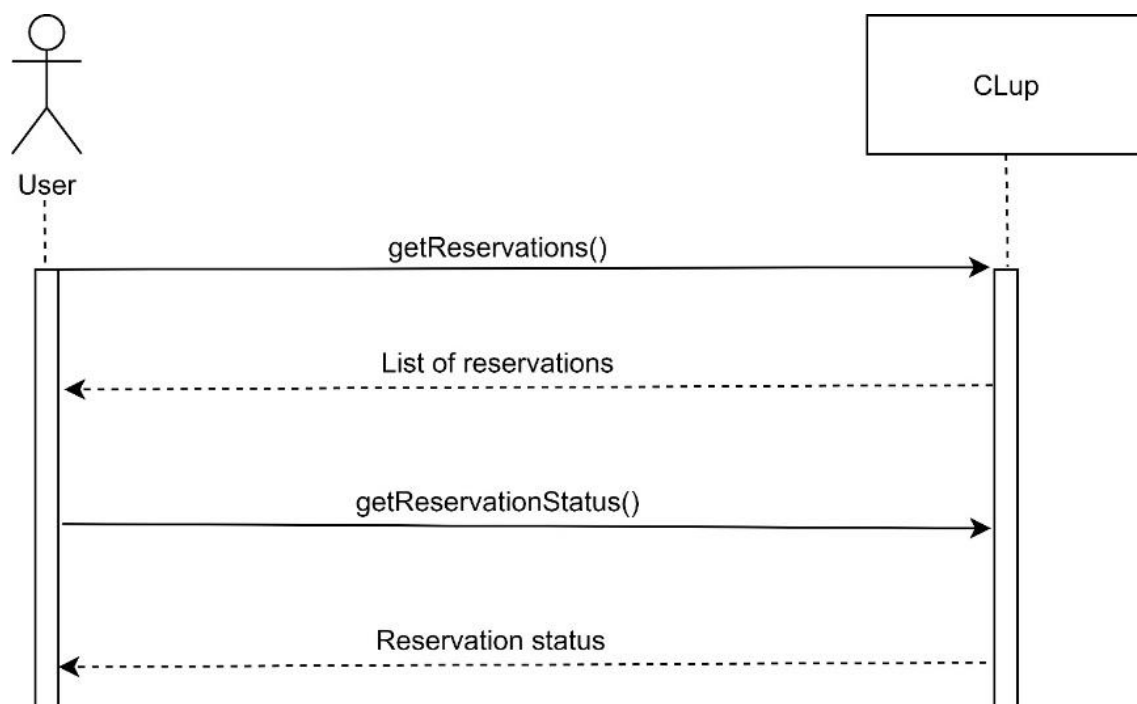 CLup
User
getReservations()
List of reservations
getReservationStatus()
Reservation status